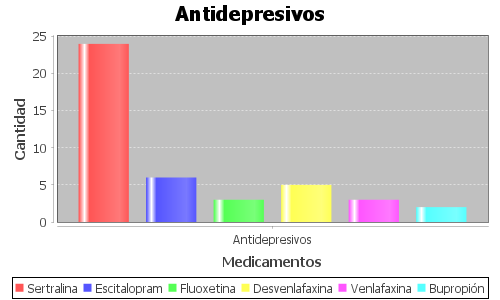 Antidepresivos
Cantidad
25
20
15
10
5
0
Antidepresivos
Medicamentos
Sertralina Escitalopram Fluoxetina Desvenlafaxina Venlafaxina Bupropión